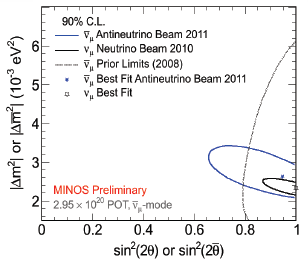 90% C.L.
ν̄μ Antineutrino Beam 2011
νμ Neutrino Beam 2010
ν̄μ Prior Limits (2008)
ν̄μ Best Fit Antineutrino Beam 2011
νμ Best Fit
|Δm²| or |Δm̄²| (10⁻³ eV²)
6
5
4
3
2
1
0
MINOS Preliminary
2.95 × 10²⁰ POT, ν̄μ-mode
0 0.2 0.4 0.6 0.8 1
sin²(2θ) or sin²(2θ̄)